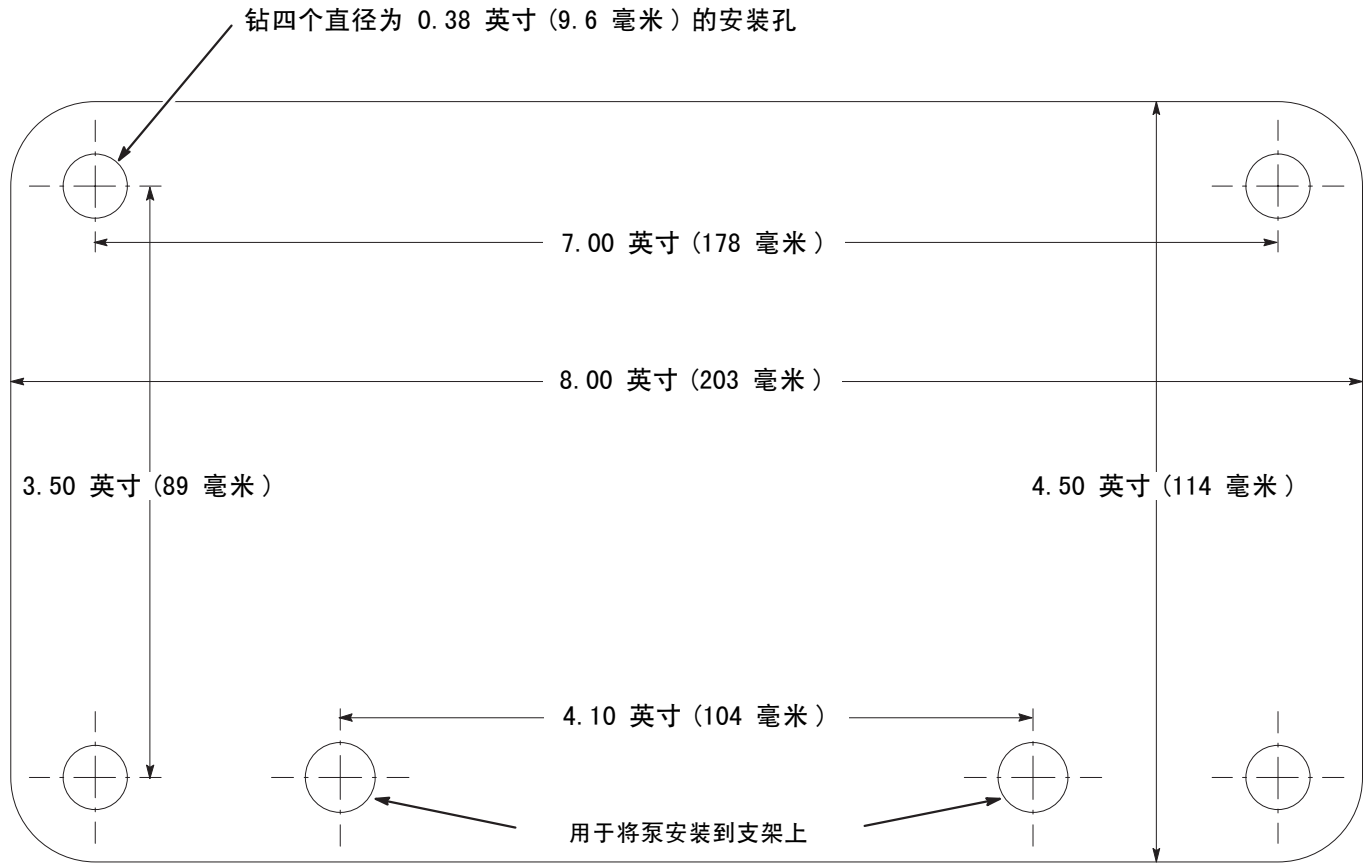 钻四个直径为 0.38 英寸 (9.6 毫米) 的安装孔
7.00 英寸 (178 毫米)
8.00 英寸 (203 毫米)
3.50 英寸 (89 毫米)
4.50 英寸 (114 毫米)
4.10 英寸 (104 毫米)
用于将泵安装到支架上